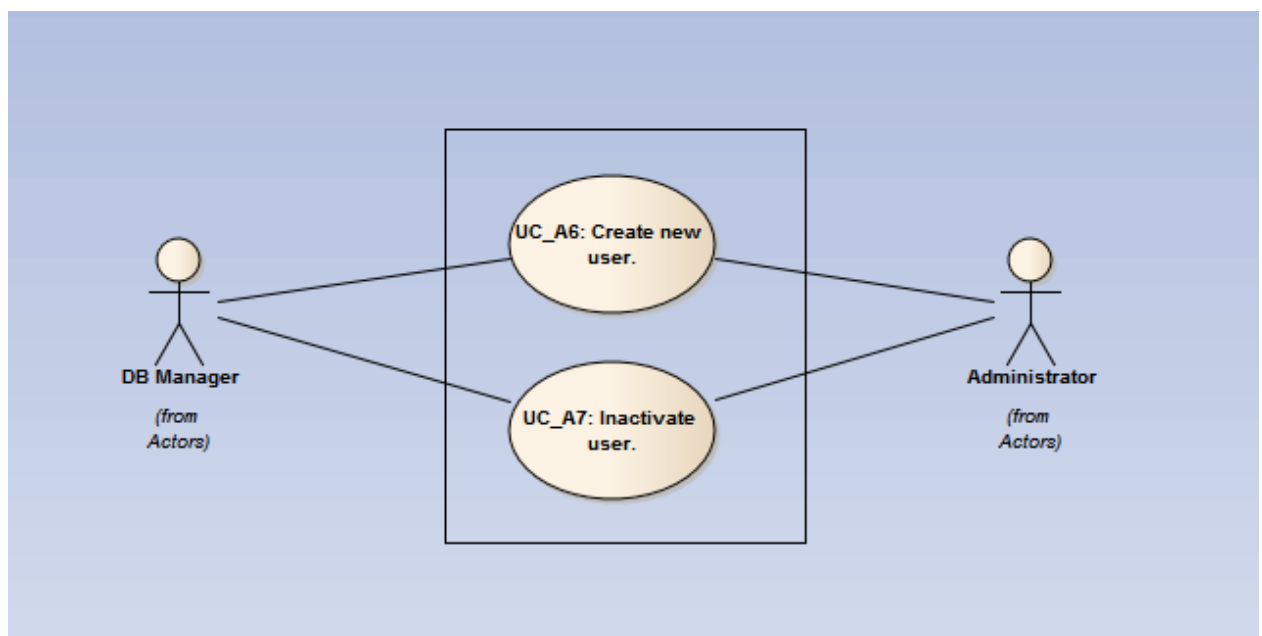 UC_A6: Create new
user.
DB Manager
(from
Actors)
Administrator
(from
Actors)
UC_A7: Inactivate
user.